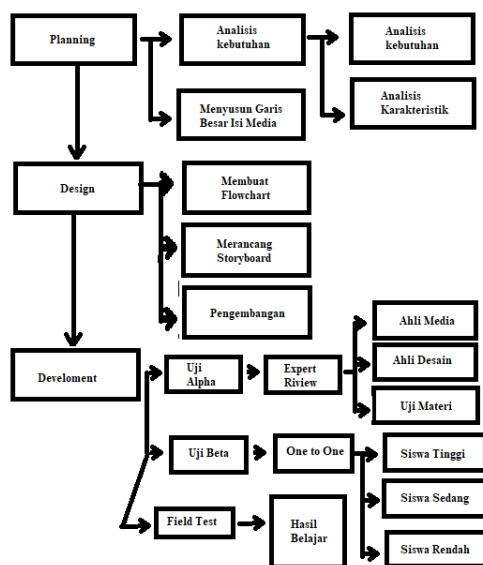 Planning
Analisis
kebutuhan
Analisis
kebutuhan
Menyusun Garis
Besar Isi Media
Analisis
Karakteristik
Design
Membuat
Flowchart
Merancang
Storyboard
Pengembangan
Develoment
Uji
Alpha
Expert
Riview
Ahli Media
Ahli Desain
Uji Materi
Uji Beta
One to One
Siswa Tinggi
Siswa Sedang
Siswa Rendah
Field Test
Hasil
Belajar